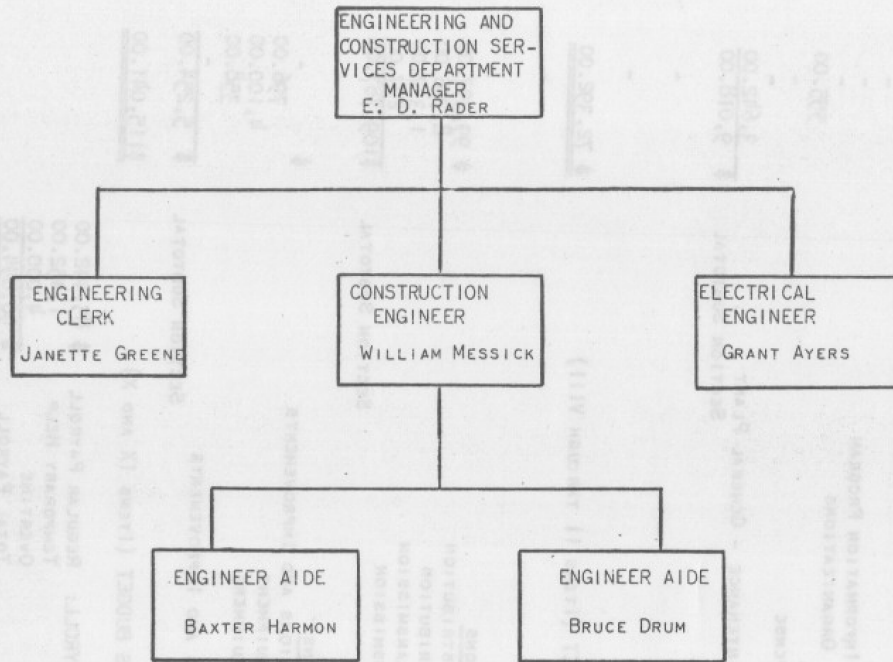 ENGINEERING AND
CONSTRUCTION SER-
VICES DEPARTMENT
MANAGER
E. D. RADER
ENGINEERING
CLERK
JANETTE GREENE
CONSTRUCTION
ENGINEER
WILLIAM MESSICK
ELECTRICAL
ENGINEER
GRANT AYERS
ENGINEER AIDE
BAXTER HARMON
ENGINEER AIDE
BRUCE DRUM